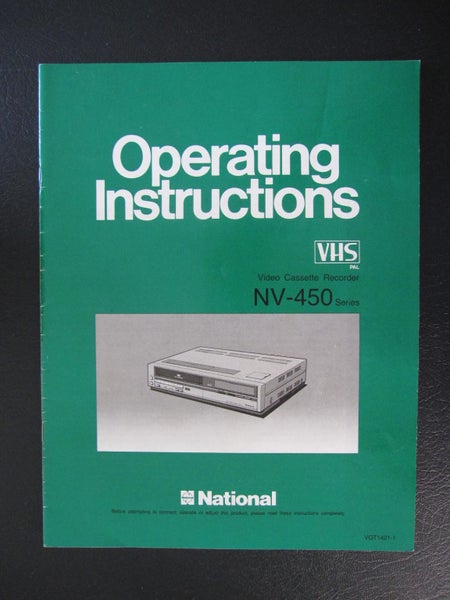 Operating
Instructions
VHS
PAL
Video Cassette Recorder
NV-450 Series
National
Before attempting to connect, operate or adjust this product, please read these instructions completely.
VQT1421-1